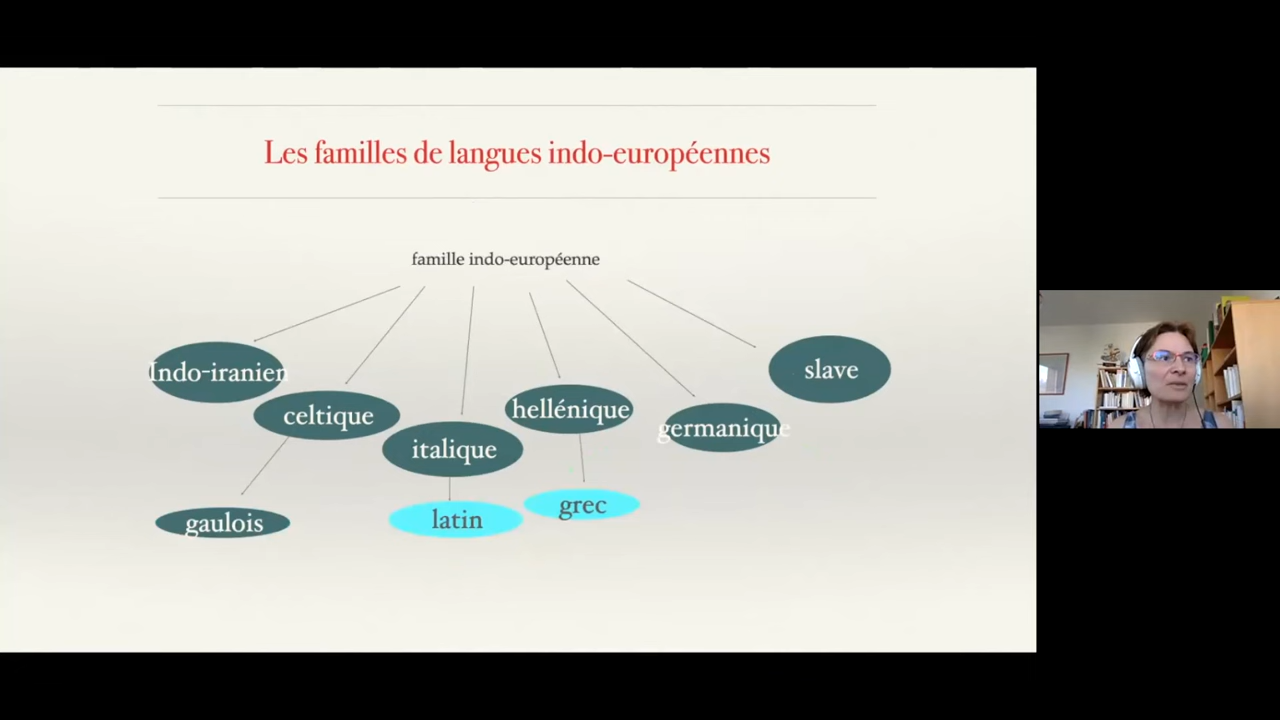 Les familles de langues indo-européennes
famille indo-européenne
Indo-iranien
celtique
italique
hellénique
germanique
slave
gaulois
latin
grec